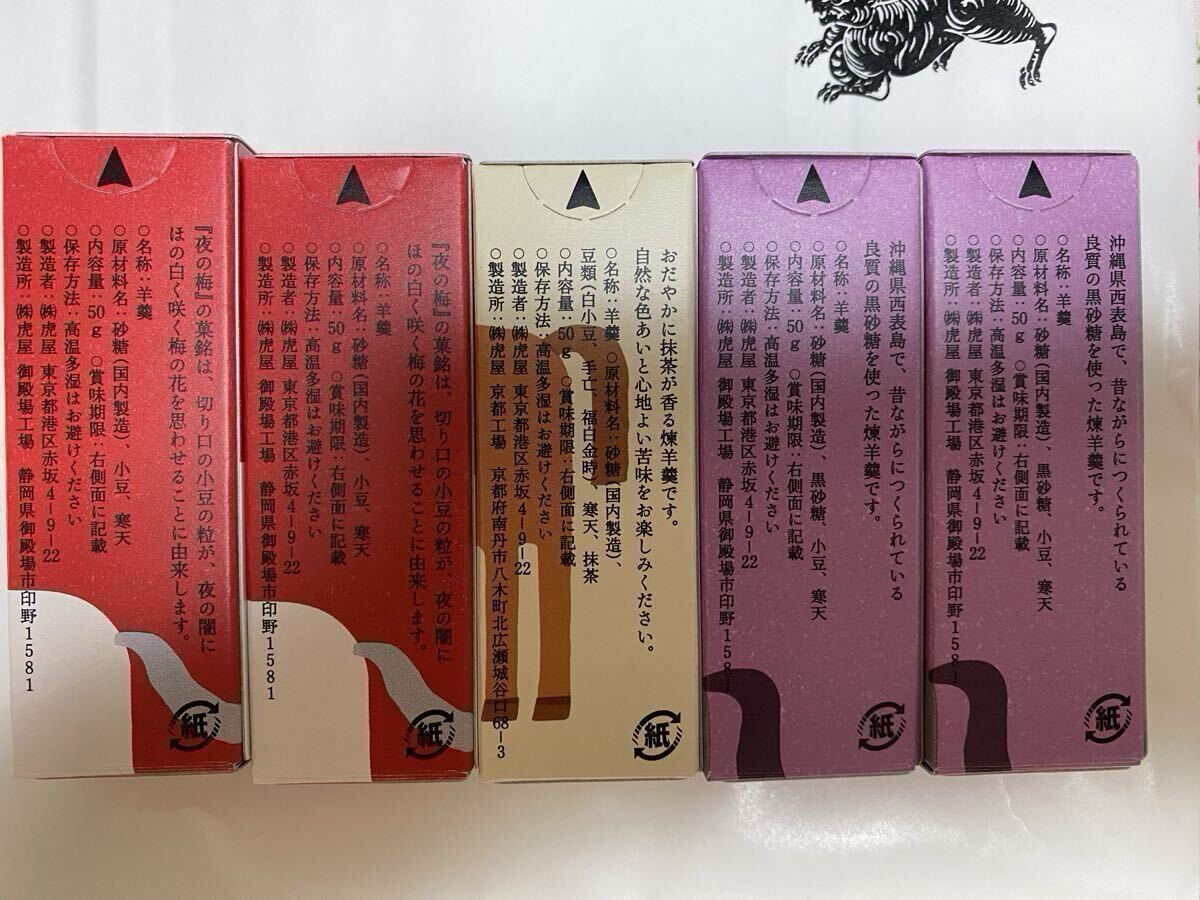 『夜の梅』の菓銘は、切り口の小豆の粒が、夜の闇に
ほの白く咲く梅の花を思わせることに由来します。
○名称：羊羹
○原材料名：砂糖(国内製造)、小豆、寒天
○内容量：50g ○賞味期限：右側面に記載
○保存方法：高温多湿はお避けください
○製造者：㈱虎屋 東京都港区赤坂4-9-22
○製造所：㈱虎屋 御殿場工場 静岡県御殿場市印野1581
紙
『夜の梅』の菓銘は、切り口の小豆の粒が、夜の闇に
ほの白く咲く梅の花を思わせることに由来します。
○名称：羊羹
○原材料名：砂糖(国内製造)、小豆、寒天
○内容量：50g ○賞味期限：右側面に記載
○保存方法：高温多湿はお避けください
○製造者：㈱虎屋 東京都港区赤坂4-9-22
○製造所：㈱虎屋 御殿場工場 静岡県御殿場市印野1581
紙
おだやかに抹茶が香る煉羊羹です。
自然な色あいと心地よい苦味をお楽しみください。
○名称：羊羹 ○原材料名：砂糖(国内製造)、
豆類(白小豆、手亡、福白金時)、寒天、抹茶
○内容量：50g ○賞味期限：右側面に記載
○保存方法：高温多湿はお避けください
○製造者：㈱虎屋 東京都港区赤坂4-9-22
○製造所：㈱虎屋 京都工場 京都府南丹市八木町北広瀬城谷口68-3
紙
沖縄県西表島で、昔ながらにつくられている
良質の黒砂糖を使った煉羊羹です。
○名称：羊羹
○原材料名：砂糖(国内製造)、黒砂糖、小豆、寒天
○内容量：50g ○賞味期限：右側面に記載
○保存方法：高温多湿はお避けください
○製造者：㈱虎屋 東京都港区赤坂4-9-22
○製造所：㈱虎屋 御殿場工場 静岡県御殿場市印野1581
紙
沖縄県西表島で、昔ながらにつくられている
良質の黒砂糖を使った煉羊羹です。
○名称：羊羹
○原材料名：砂糖(国内製造)、黒砂糖、小豆、寒天
○内容量：50g ○賞味期限：右側面に記載
○保存方法：高温多湿はお避けください
○製造者：㈱虎屋 東京都港区赤坂4-9-22
○製造所：㈱虎屋 御殿場工場 静岡県御殿場市印野1581
紙